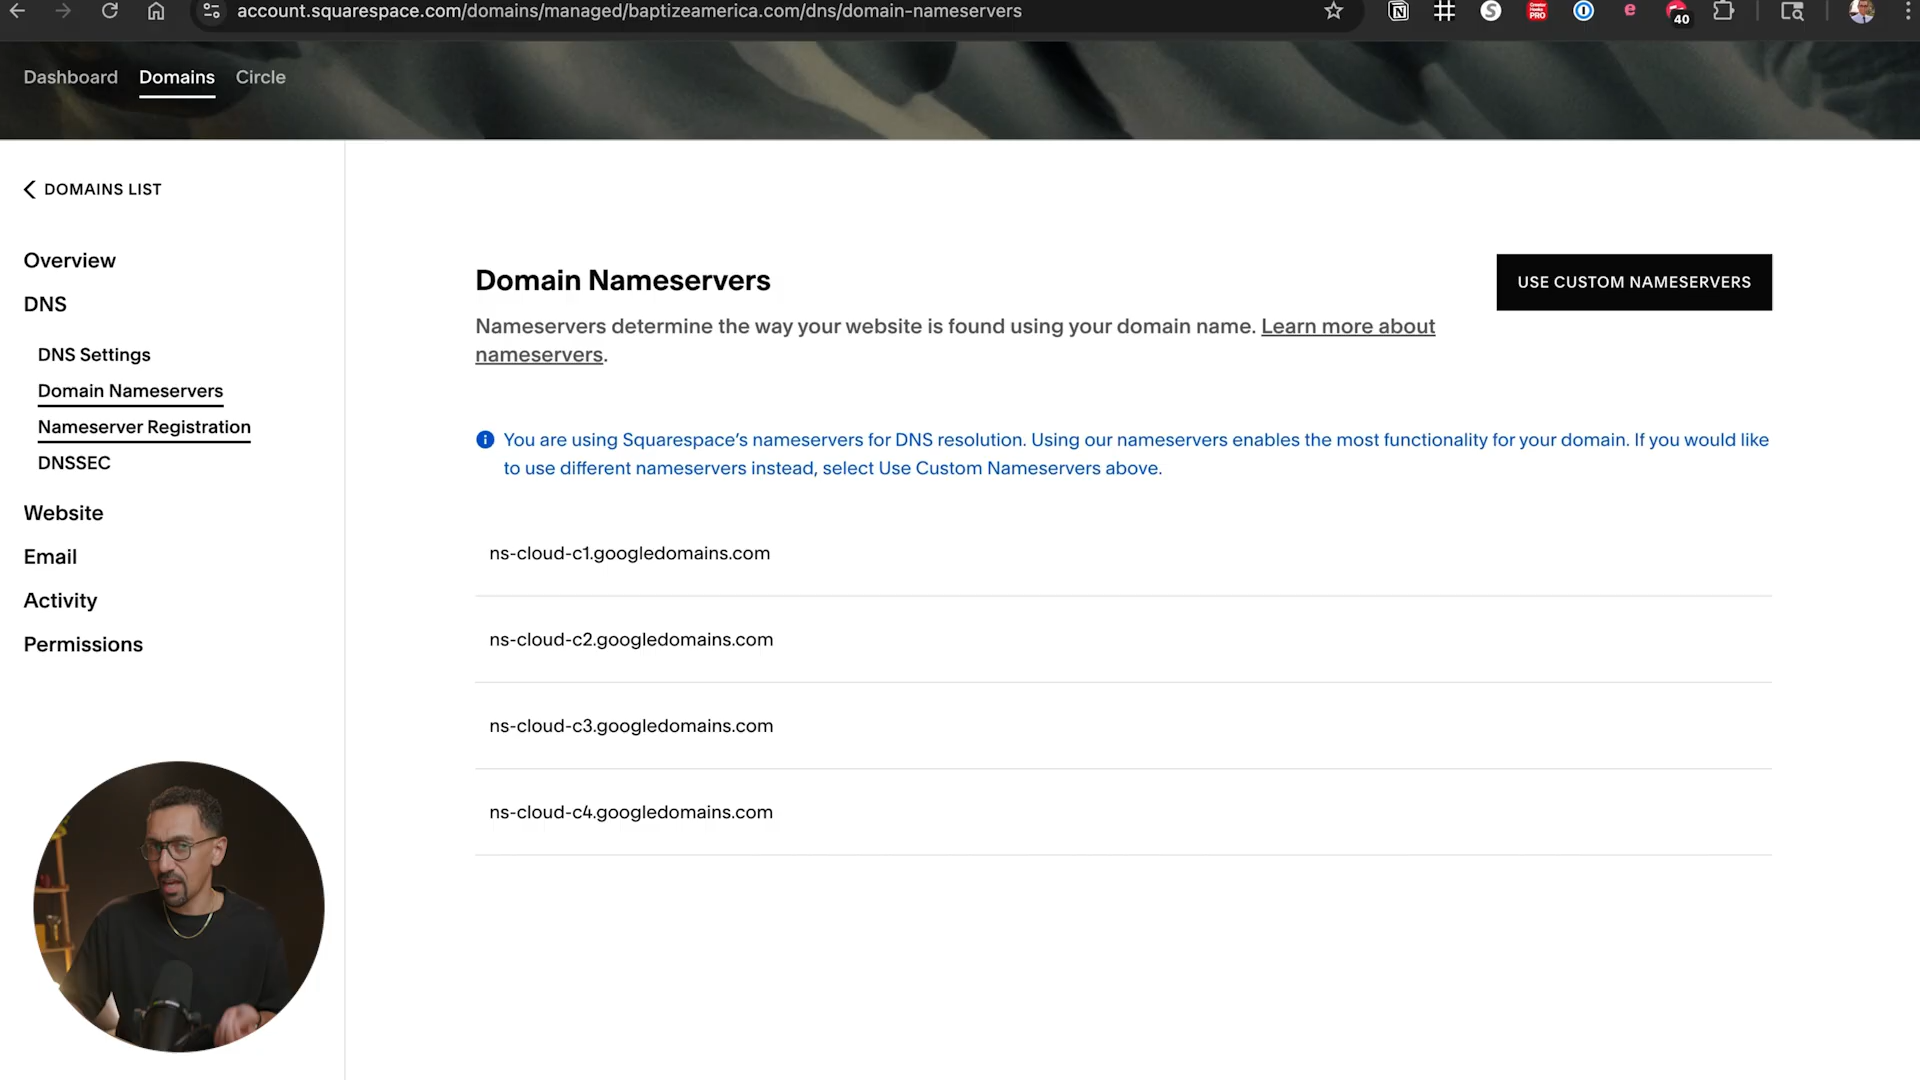 account.squarespace.com/domains/managed/baptizeamerica.com/dns/domain-nameservers
PRO
40
Dashboard
Domains
Circle
DOMAINS LIST
Overview
DNS
DNS Settings
Domain Nameservers
Nameserver Registration
DNSSEC
Website
Email
Activity
Permissions
Domain Nameservers
USE CUSTOM NAMESERVERS
Nameservers determine the way your website is found using your domain name. Learn more about
nameservers.
You are using Squarespace's nameservers for DNS resolution. Using our nameservers enables the most functionality for your domain. If you would like
to use different nameservers instead, select Use Custom Nameservers above.
ns-cloud-c1.googledomains.com
ns-cloud-c2.googledomains.com
ns-cloud-c3.googledomains.com
ns-cloud-c4.googledomains.com